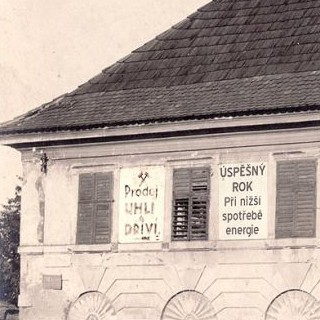 Prodej
UHLÍ
a
DŘÍVÍ
ÚSPĚŠNÝ
ROK
Při nižší
spotřebě
energie